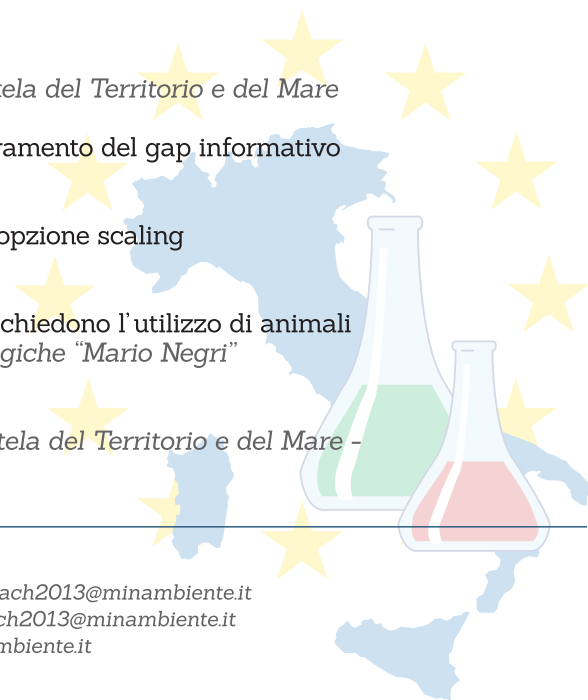 tela del Territorio e del Mare
ramento del gap informativo
opzione scaling
chiedono l'utilizzo di animali
giche “Mario Negri”
tela del Territorio e del Mare -
ach2013@minambiente.it
ch2013@minambiente.it
mbiente.it